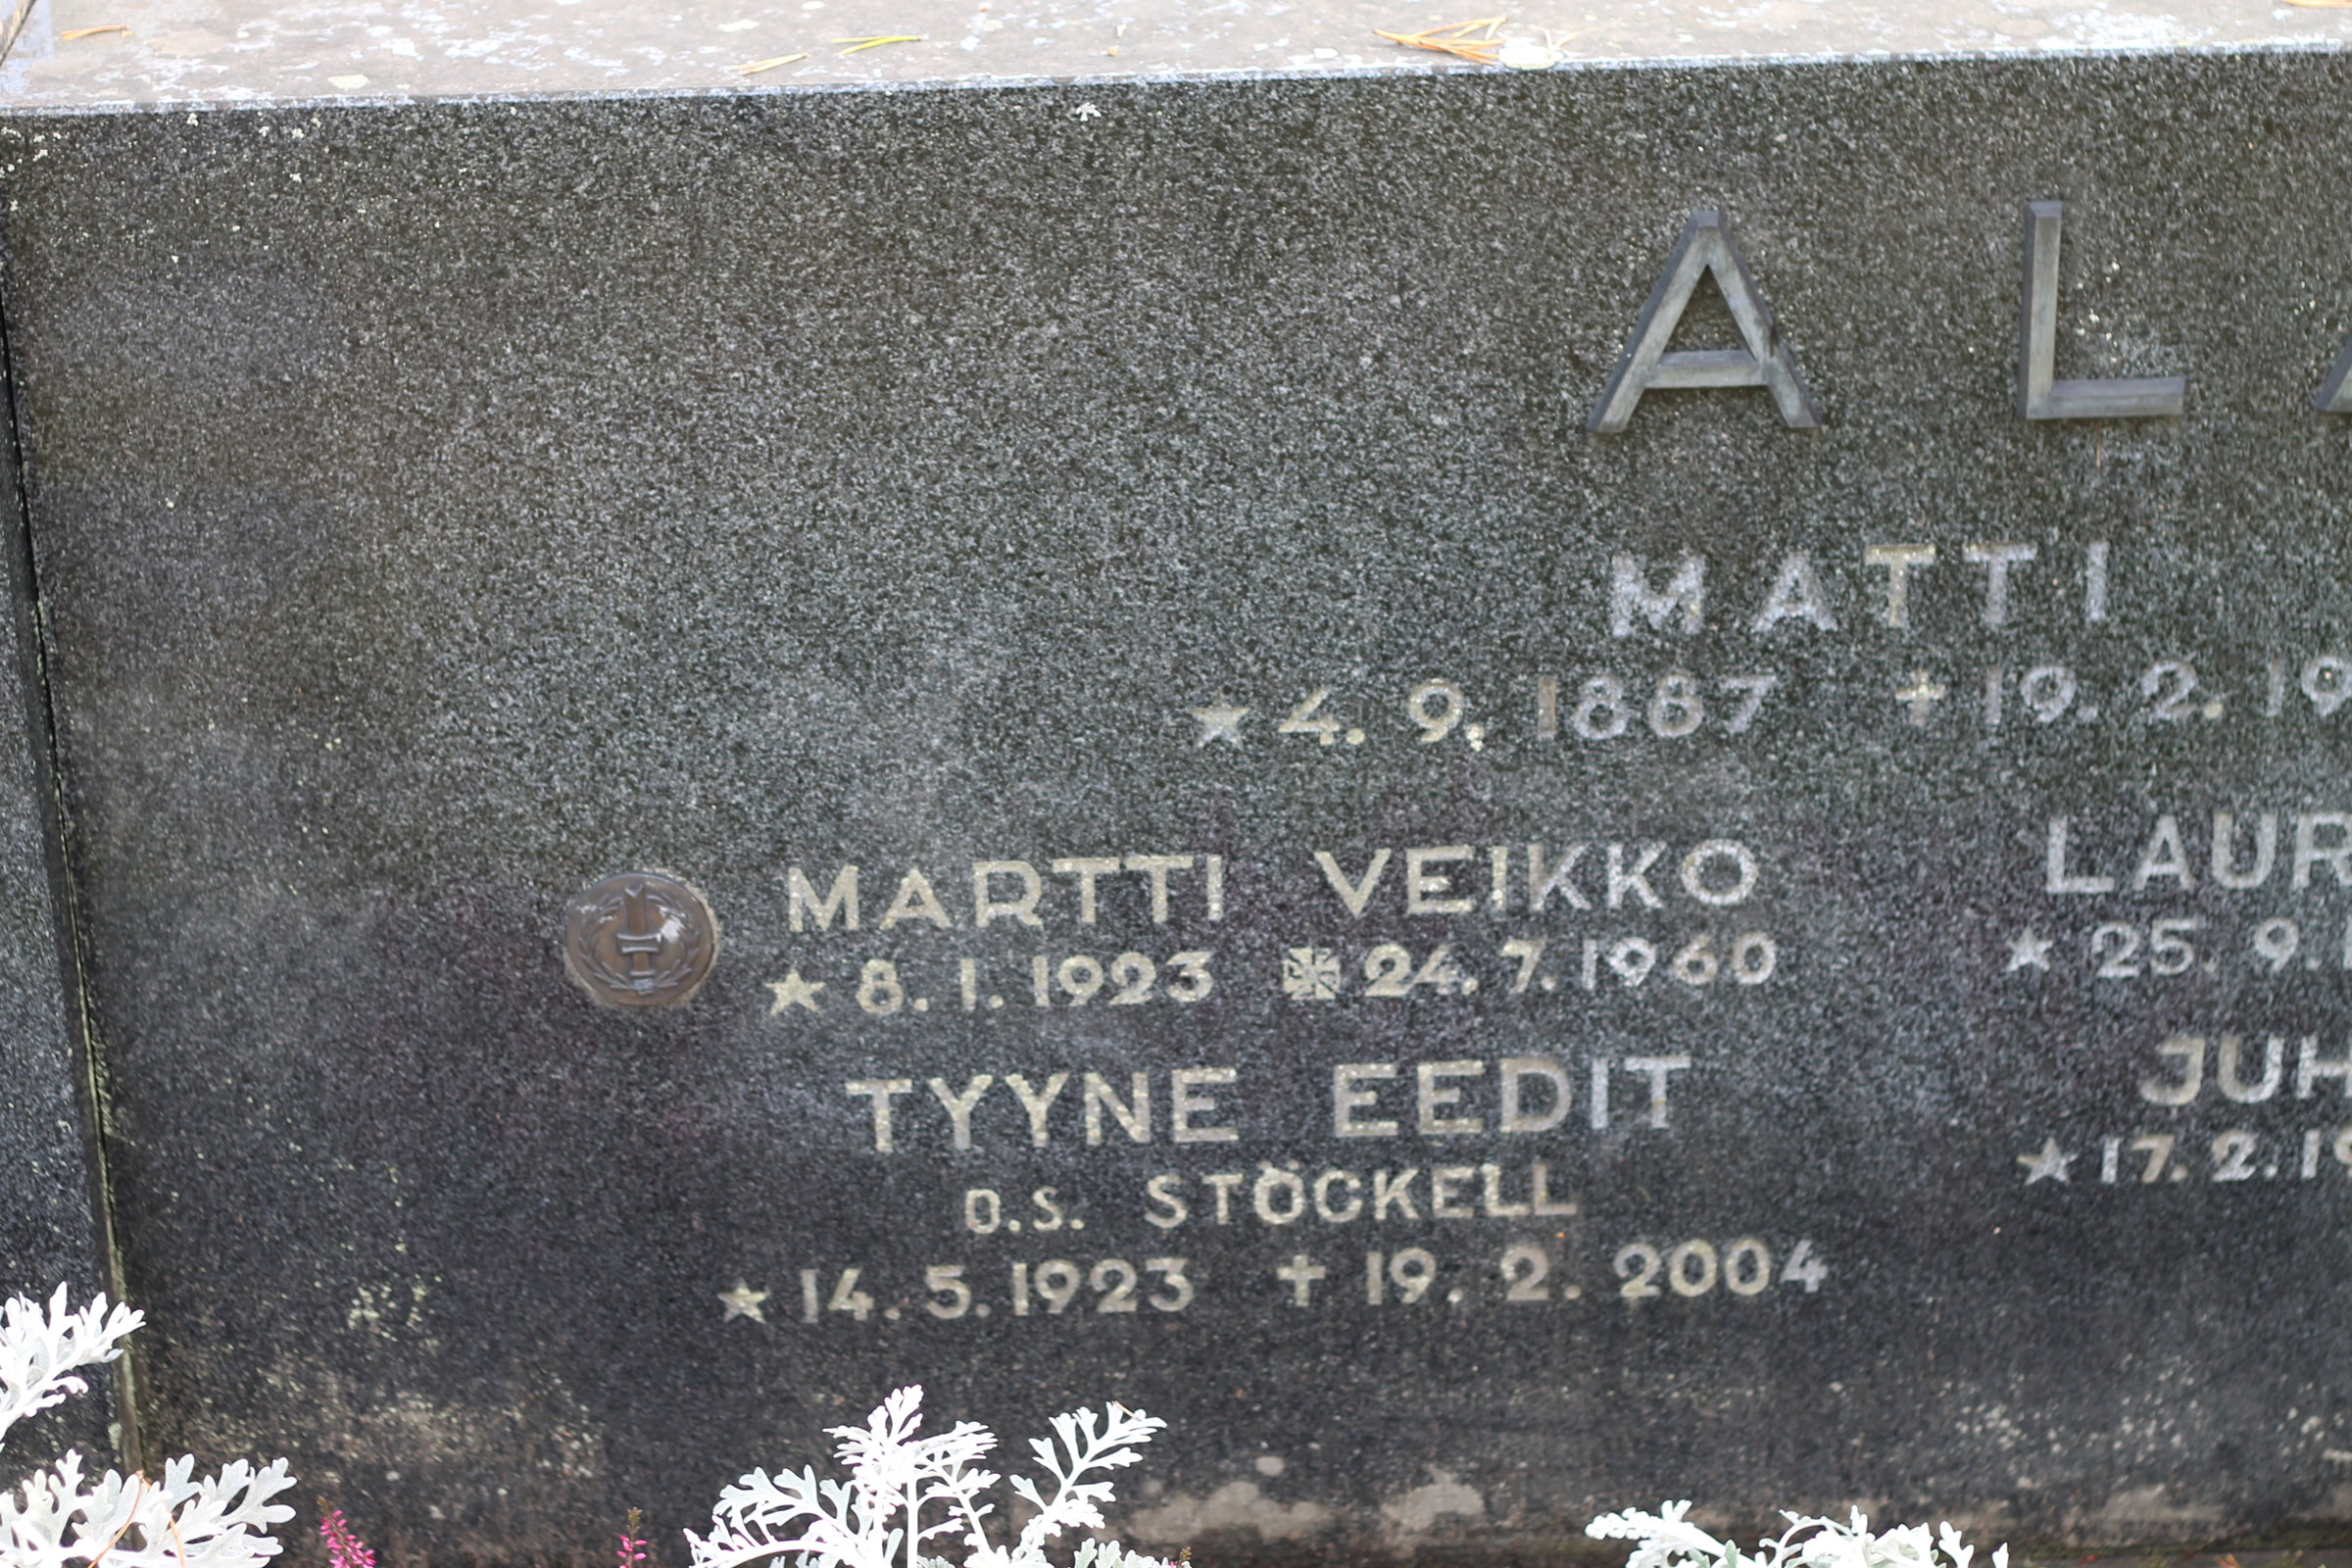 A L
MATTI
★ 4. 9. 1887 ✝ 19. 2. 19
MARTTI VEIKKO
★ 8. 1. 1923 ✠ 24. 7. 1960
TYYNE EEDIT
O.S. STÖCKELL
★ 14. 5. 1923 ✝ 19. 2. 2004
LAUR
★ 25. 9.
JUH
★ 17. 2. 19